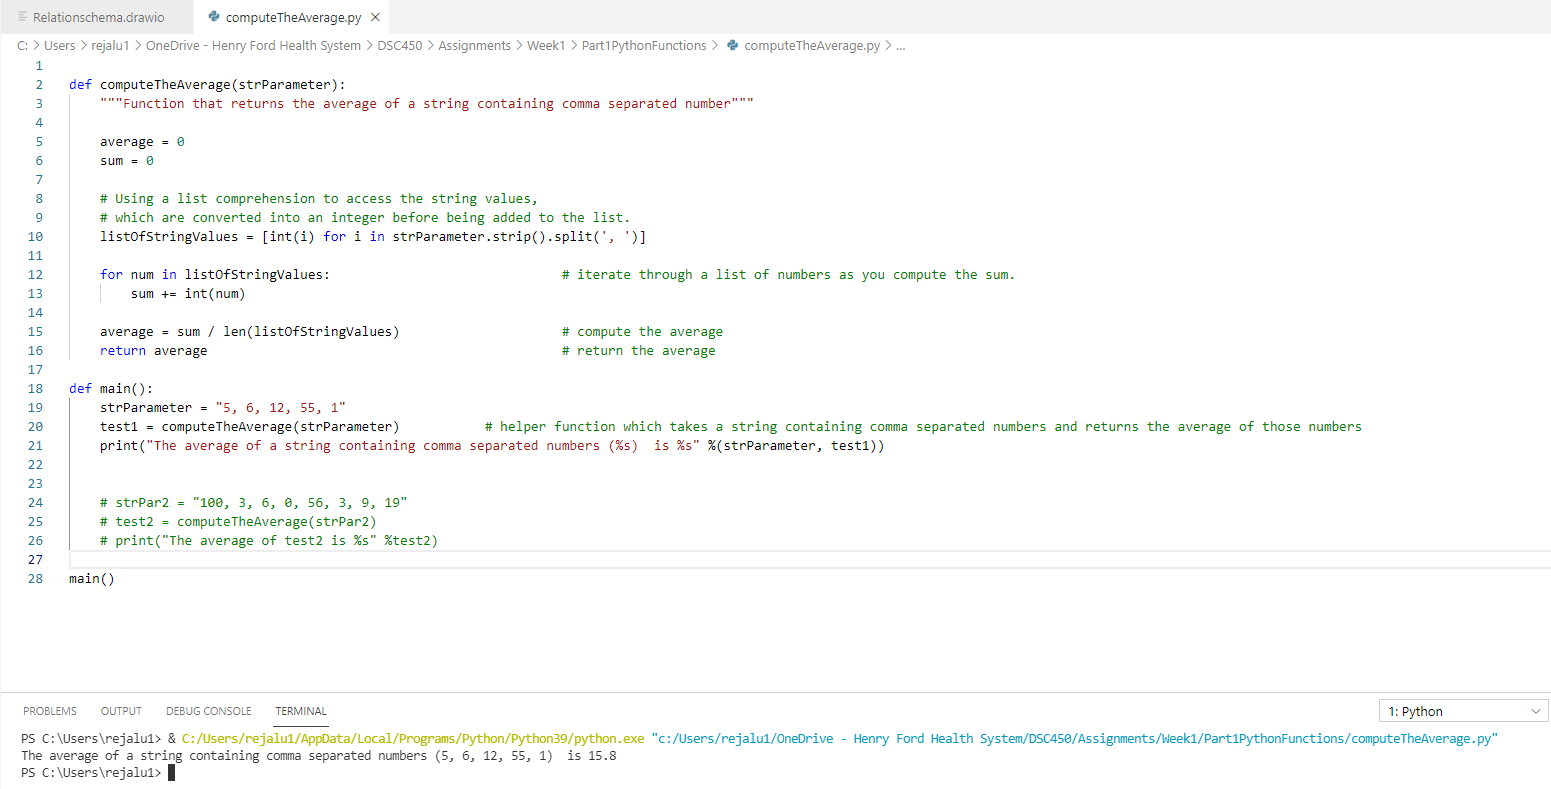 Relationschema.drawio computeTheAverage.py ×
C: > Users > rejalu1 > OneDrive - Henry Ford Health System > DSC450 > Assignments > Week1 > Part1PythonFunctions > computeTheAverage.py > ...
1
2 def computeTheAverage(strParameter):
3     """Function that returns the average of a string containing comma separated number"""
4
5     average = 0
6     sum = 0
7
8     # Using a list comprehension to access the string values,
9     # which are converted into an integer before being added to the list.
10     listOfStringValues = [int(i) for i in strParameter.strip().split(', ')]
11
12     for num in listOfStringValues:                              # iterate through a list of numbers as you compute the sum.
13         sum += int(num)
14
15     average = sum / len(listOfStringValues)                     # compute the average
16     return average                                              # return the average
17
18 def main():
19     strParameter = "5, 6, 12, 55, 1"
20     test1 = computeTheAverage(strParameter)           # helper function which takes a string containing comma separated numbers and returns the average of those numbers
21     print("The average of a string containing comma separated numbers (%s)  is %s" %(strParameter, test1))
22
23
24     # strPar2 = "100, 3, 6, 0, 56, 3, 9, 19"
25     # test2 = computeTheAverage(strPar2)
26     # print("The average of test2 is %s" %test2)
27
28 main()
PROBLEMS OUTPUT DEBUG CONSOLE TERMINAL 1: Python
PS C:\Users\rejalu1> & C:/Users/rejalu1/AppData/Local/Programs/Python/Python39/python.exe "c:/Users/rejalu1/OneDrive - Henry Ford Health System/DSC450/Assignments/Week1/Part1PythonFunctions/computeTheAverage.py"
The average of a string containing comma separated numbers (5, 6, 12, 55, 1)  is 15.8
PS C:\Users\rejalu1>